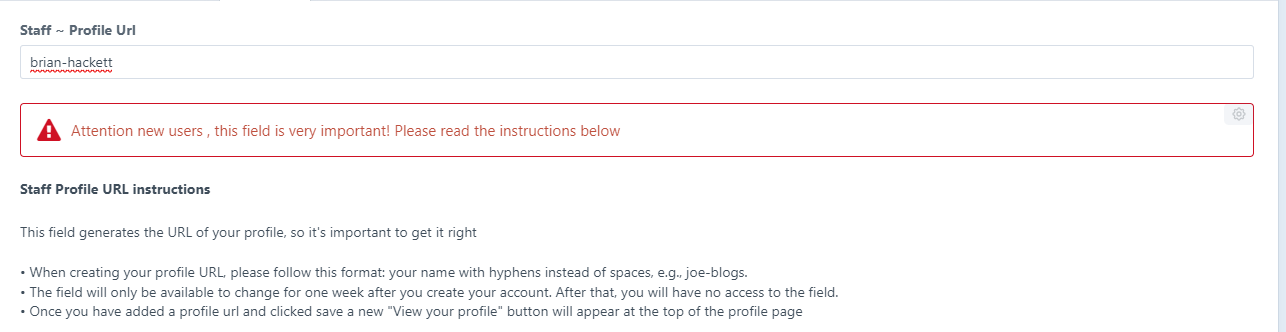 Staff ~ Profile Url
brian-hackett
Attention new users , this field is very important! Please read the instructions below
Staff Profile URL instructions
This field generates the URL of your profile, so it's important to get it right
• When creating your profile URL, please follow this format: your name with hyphens instead of spaces, e.g., joe-blogs.
• The field will only be available to change for one week after you create your account. After that, you will have no access to the field.
• Once you have added a profile url and clicked save a new "View your profile" button will appear at the top of the profile page